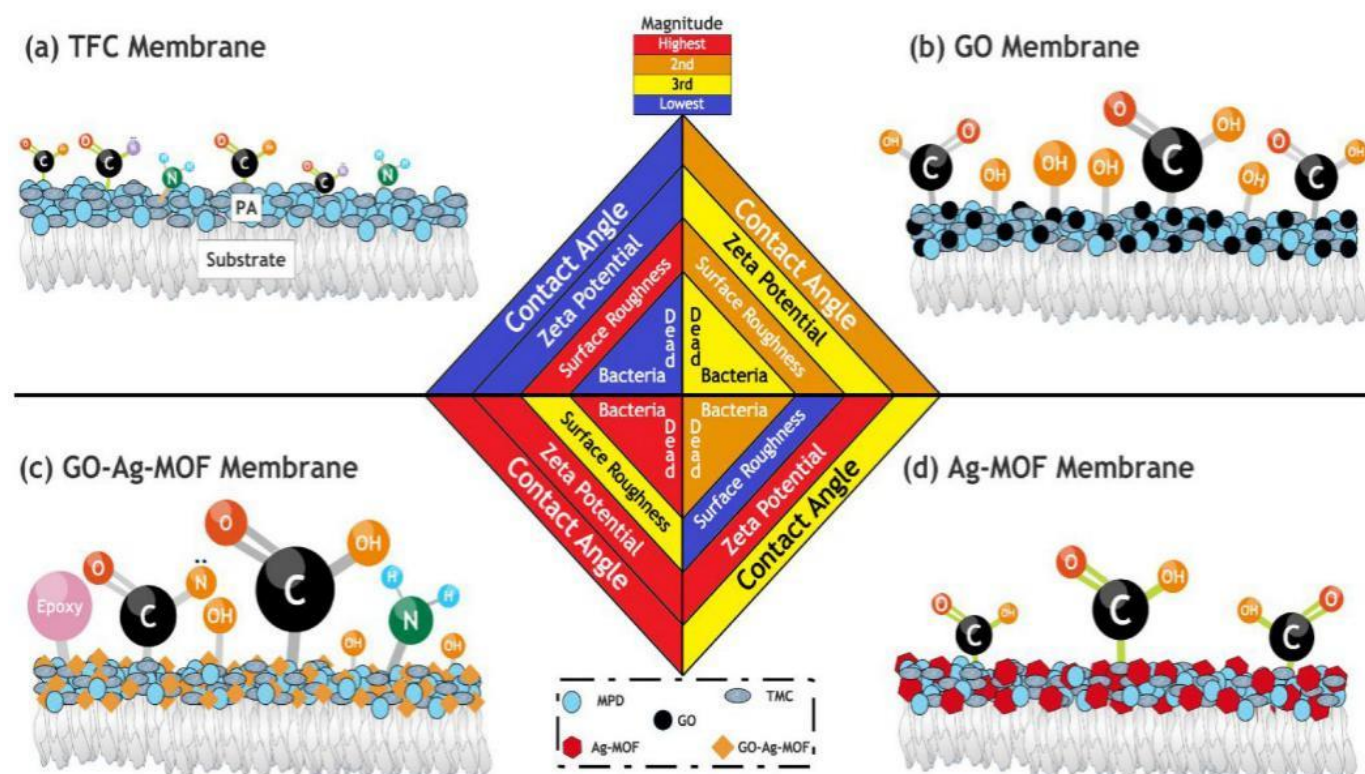 Magnitude
Highest
2nd
3rd
Lowest
(a) TFC Membrane
O
C
OH
O
C
N̈
H
N
H
O
C
OH
O
C
N̈
H
N
H
PA
Substrate
(b) GO Membrane
OH
C
O
OH
OH
OH
O
C
OH
OH
O
C
OH
Contact Angle
Zeta Potential
Surface Roughness
Dead
Bacteria
Contact Angle
Zeta Potential
Surface Roughness
Dead
Bacteria
(c) GO-Ag-MOF Membrane
Epoxy
O
C
N̈
OH
O
C
OH
OH
H
N
H
OH
Bacteria
Dead
Surface Roughness
Zeta Potential
Contact Angle
Bacteria
Dead
Surface Roughness
Zeta Potential
Contact Angle
(d) Ag-MOF Membrane
O
C
OH
O
C
OH
OH
C
O
MPD
TMC
GO
Ag-MOF
GO-Ag-MOF